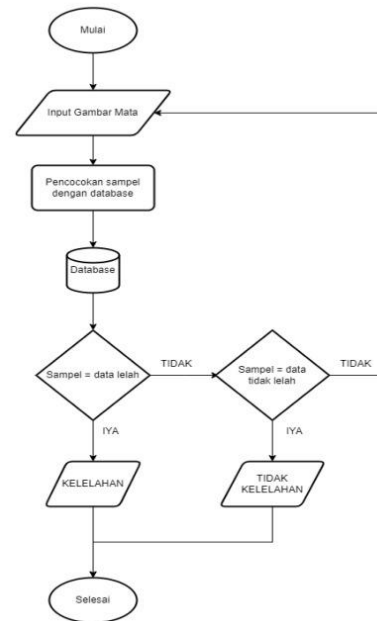 Mulai
Input Gambar Mata
Pencocokan sampel
dengan database
Database
Sampel = data lelah
TIDAK
Sampel = data
tidak lelah
TIDAK
IYA
IYA
KELELAHAN
TIDAK
KELELAHAN
Selesai